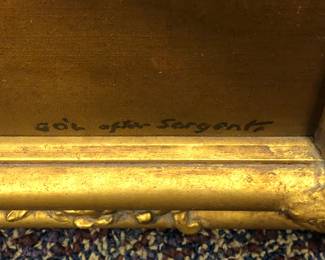 after Sargent,